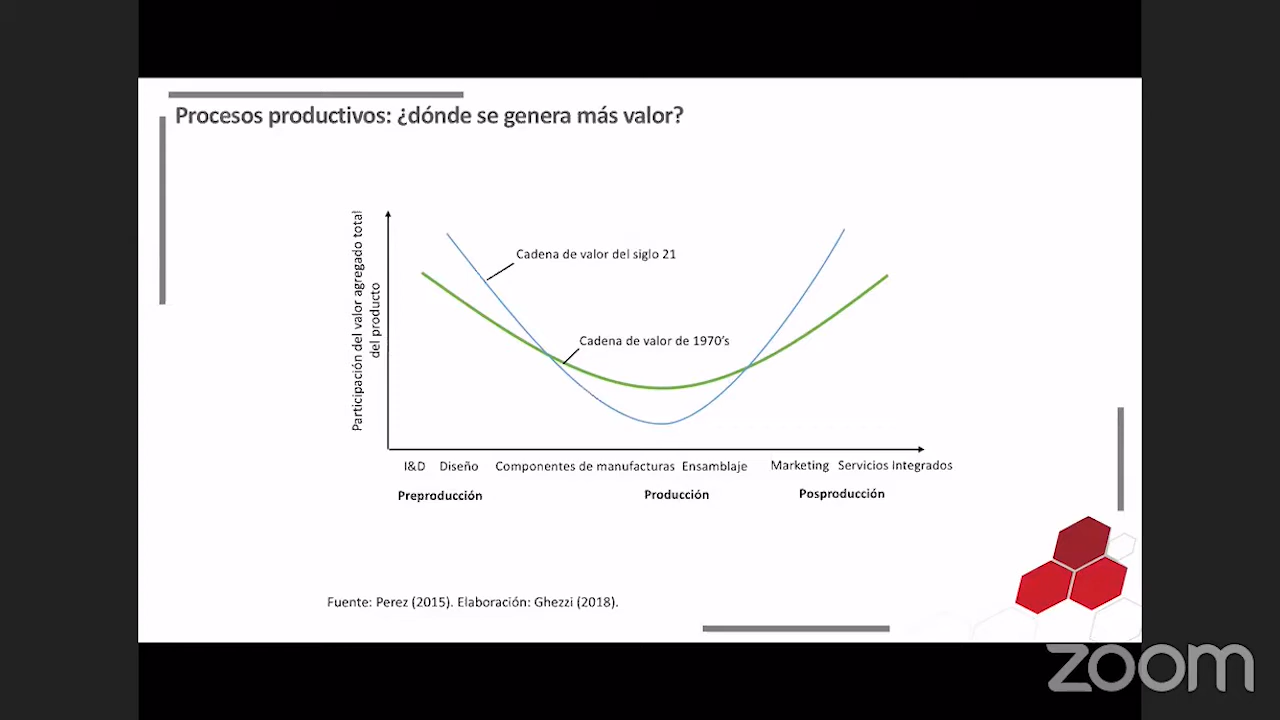 Procesos productivos: ¿dónde se genera más valor?
Participación del valor agregado total
del producto
Cadena de valor del siglo 21
Cadena de valor de 1970's
I&D Diseño Componentes de manufacturas Ensamblaje Marketing Servicios Integrados
Preproducción Producción Posproducción
Fuente: Perez (2015). Elaboración: Ghezzi (2018).
zoom